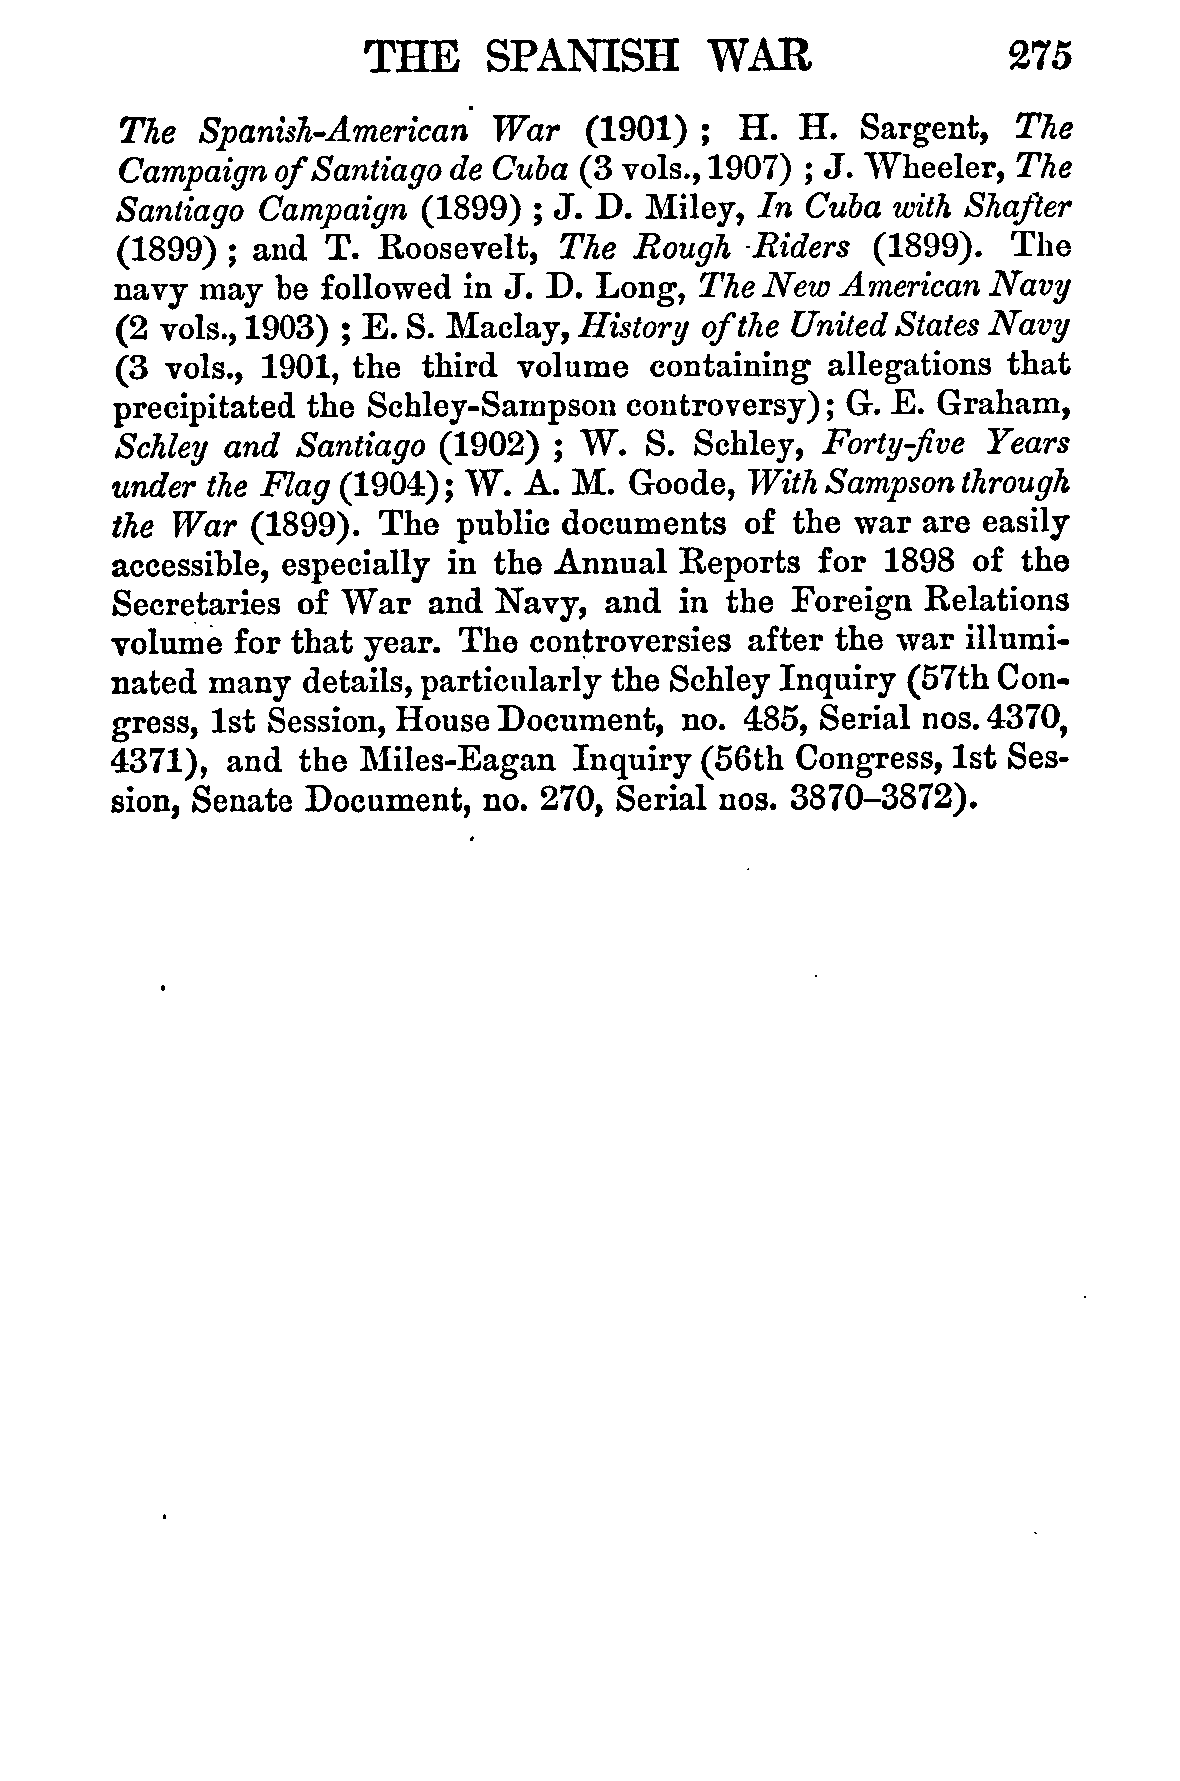 THE SPANISH WAR 275
The Spanish-American War (1901) ; H. H. Sargent, The
Campaign of Santiago de Cuba (3 vols., 1907) ; J. Wheeler, The
Santiago Campaign (1899) ; J. D. Miley, In Cuba with Shafter
(1899) ; and T. Roosevelt, The Rough Riders (1899). The
navy may be followed in J. D. Long, The New American Navy
(2 vols., 1903) ; E. S. Maclay, History of the United States Navy
(3 vols., 1901, the third volume containing allegations that
precipitated the Schley-Sampson controversy); G. E. Graham,
Schley and Santiago (1902) ; W. S. Schley, Forty-five Years
under the Flag (1904); W. A. M. Goode, With Sampson through
the War (1899). The public documents of the war are easily
accessible, especially in the Annual Reports for 1898 of the
Secretaries of War and Navy, and in the Foreign Relations
volume for that year. The controversies after the war illumi-
nated many details, particularly the Schley Inquiry (57th Con-
gress, 1st Session, House Document, no. 485, Serial nos. 4370,
4371), and the Miles-Eagan Inquiry (56th Congress, 1st Ses-
sion, Senate Document, no. 270, Serial nos. 3870–3872).